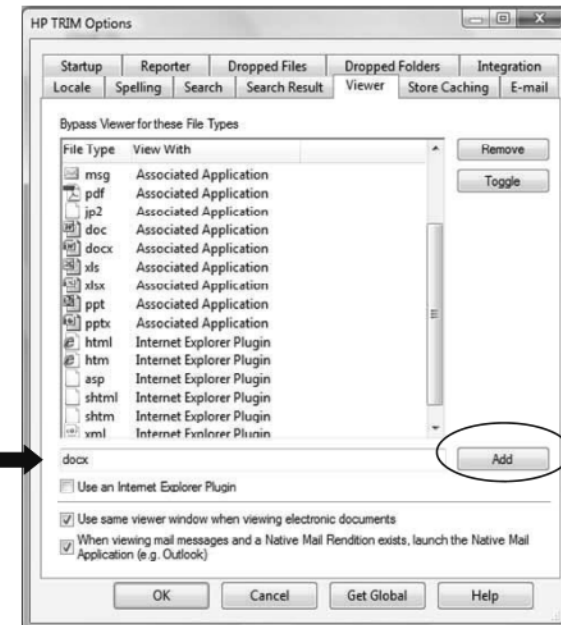 HP TRIM Options
Startup Reporter Dropped Files Dropped Folders Integration
Locale Spelling Search Search Result Viewer Store Caching E-mail
Bypass Viewer for these File Types
File Type View With
Remove
msg Associated Application
Toggle
pdf Associated Application
jp2 Associated Application
doc Associated Application
docx Associated Application
xls Associated Application
xlsx Associated Application
ppt Associated Application
pptx Associated Application
html Internet Explorer Plugin
htm Internet Explorer Plugin
asp Internet Explorer Plugin
shtml Internet Explorer Plugin
shtm Internet Explorer Plugin
xml Internet Explorer Plugin
docx Add
Use an Internet Explorer Plugin
Use same viewer window when viewing electronic documents
When viewing mail messages and a Native Mail Rendition exists, launch the Native Mail
Application (e.g. Outlook)
OK Cancel Get Global Help